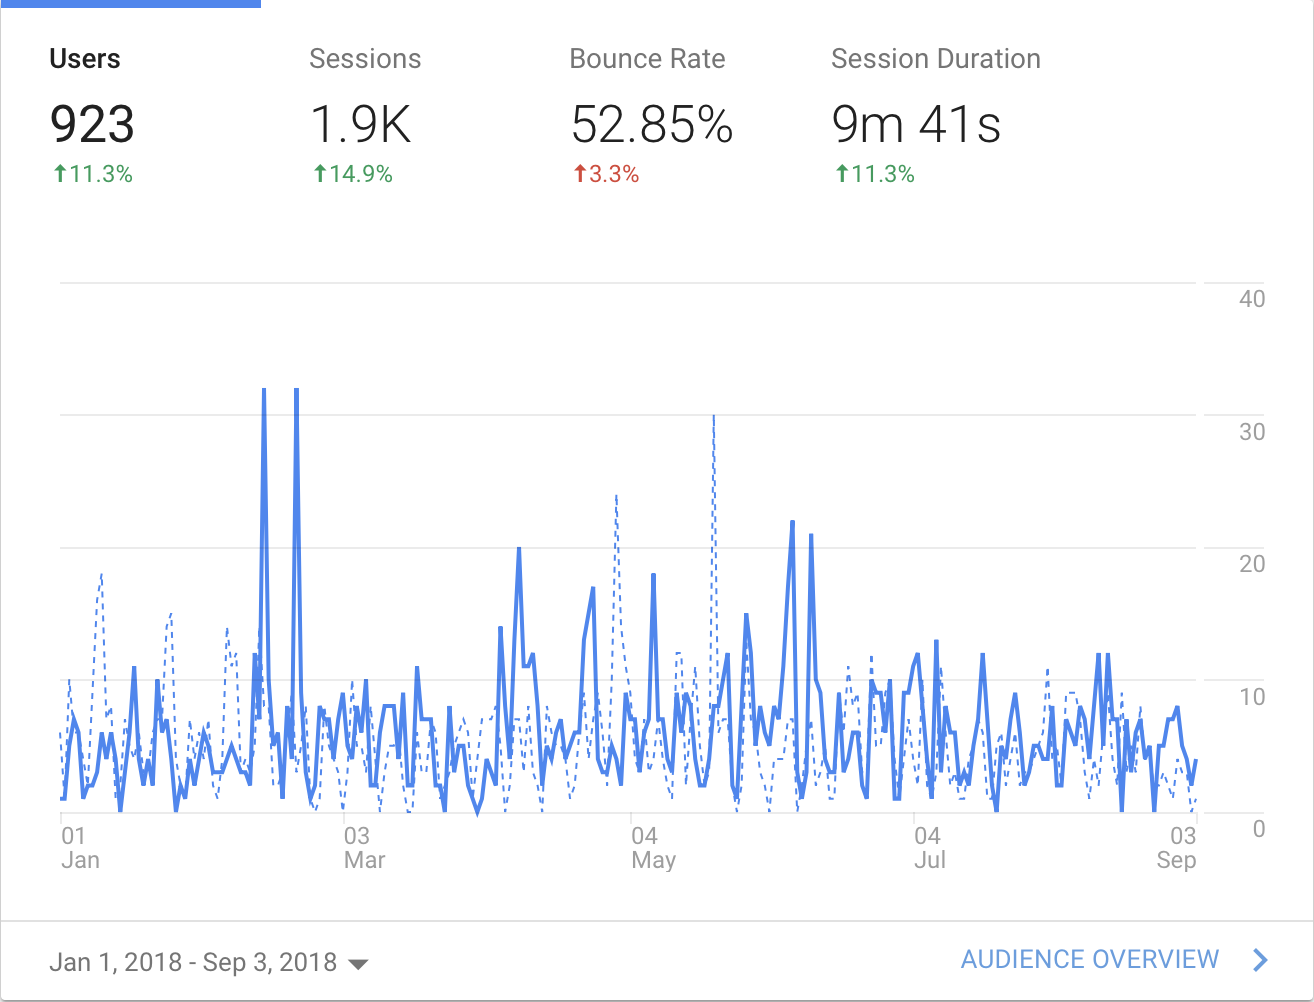 Users Sessions Bounce Rate Session Duration
923 1.9K 52.85% 9m 41s
↑11.3% ↑14.9% ↑3.3% ↑11.3%
40
30
20
10
0
01 03 04 04 03
Jan Mar May Jul Sep
Jan 1, 2018 - Sep 3, 2018 AUDIENCE OVERVIEW